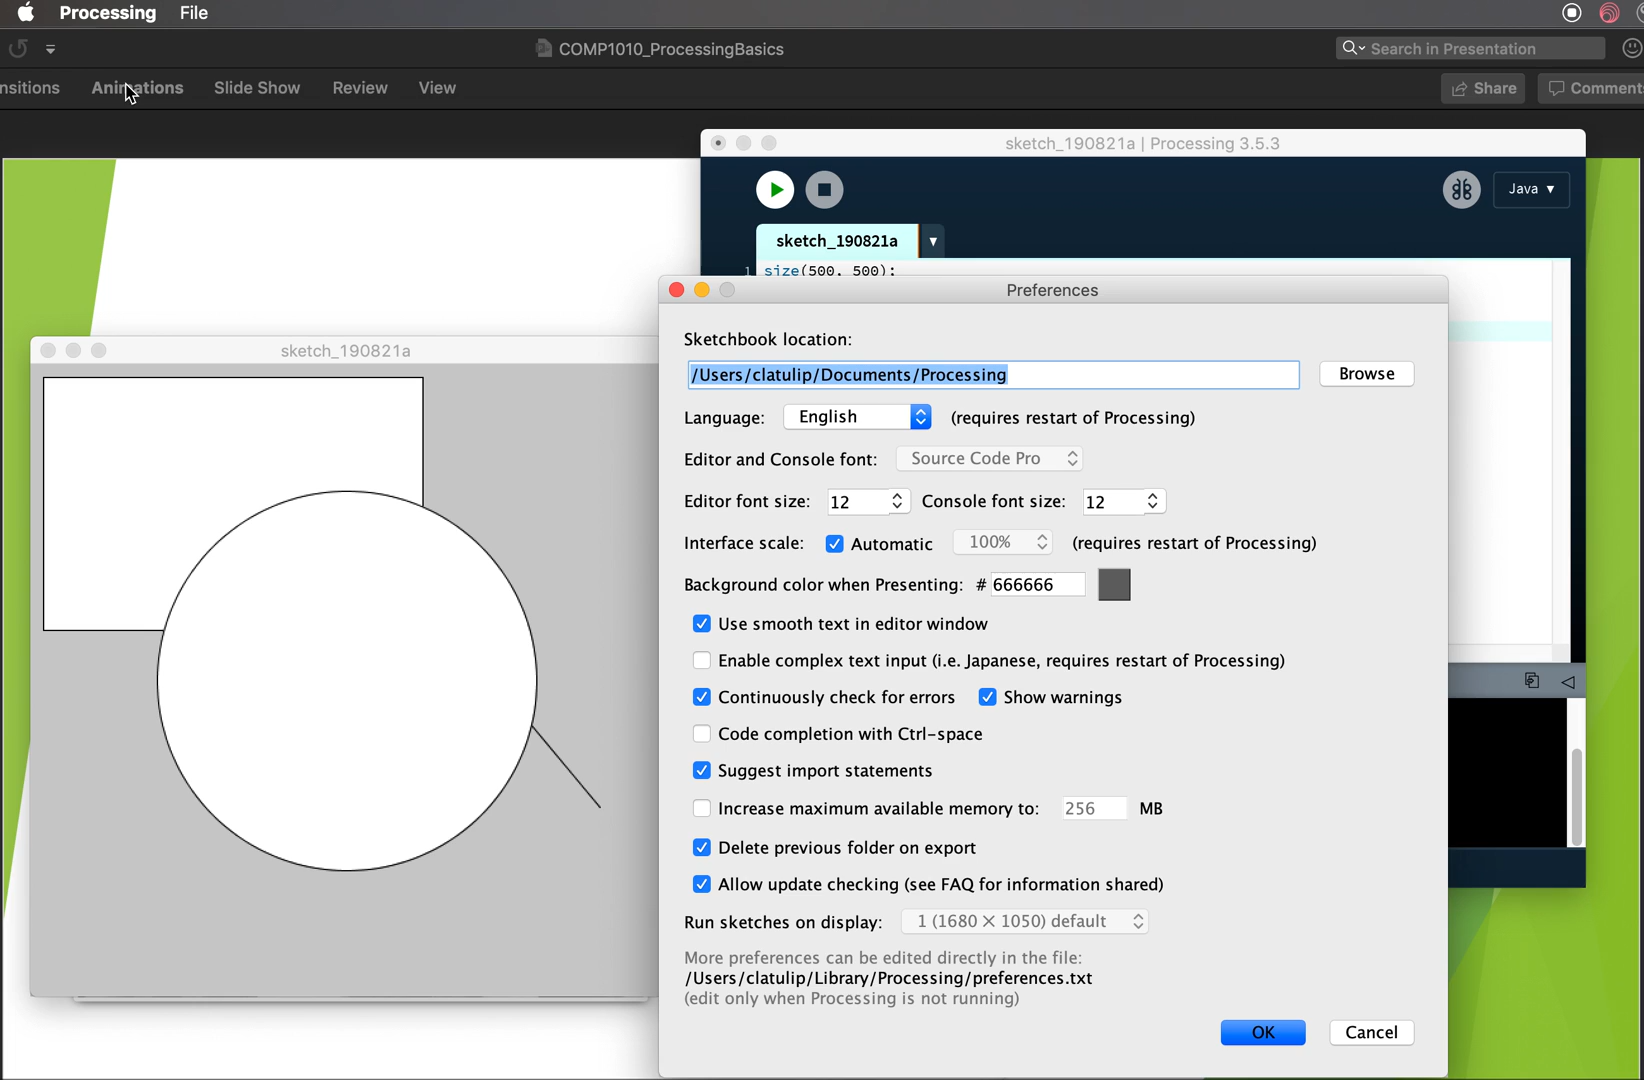 Processing File
COMP1010_ProcessingBasics
Search in Presentation
nsitions Animations Slide Show Review View
Share Comments
sketch_190821a | Processing 3.5.3
Java
sketch_190821a
1 size(500, 500);
Preferences
Sketchbook location:
/Users/clatulip/Documents/Processing Browse
Language: English (requires restart of Processing)
Editor and Console font: Source Code Pro
Editor font size: 12 Console font size: 12
Interface scale: Automatic 100% (requires restart of Processing)
Background color when Presenting: # 666666
Use smooth text in editor window
Enable complex text input (i.e. Japanese, requires restart of Processing)
Continuously check for errors Show warnings
Code completion with Ctrl-space
Suggest import statements
Increase maximum available memory to: 256 MB
Delete previous folder on export
Allow update checking (see FAQ for information shared)
Run sketches on display: 1 (1680 × 1050) default
More preferences can be edited directly in the file:
/Users/clatulip/Library/Processing/preferences.txt
(edit only when Processing is not running)
OK Cancel
sketch_190821a